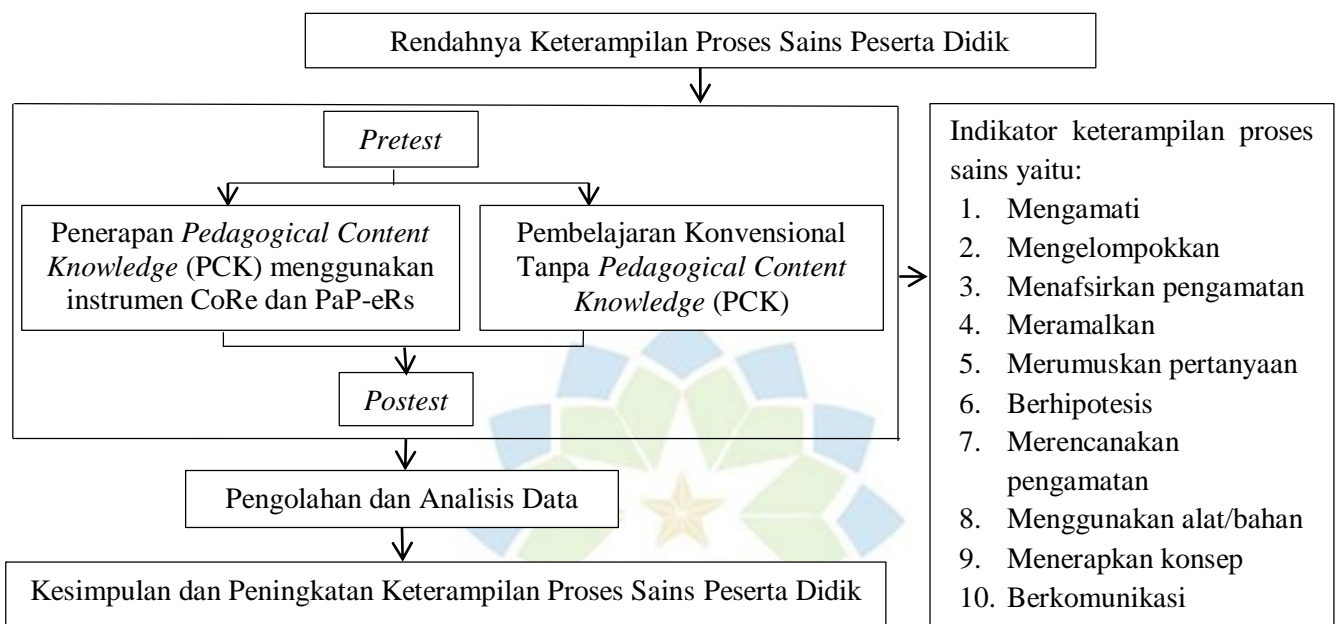 Rendahnya Keterampilan Proses Sains Peserta Didik
Pretest
Penerapan Pedagogical Content
Knowledge (PCK) menggunakan
instrumen CoRe dan PaP-eRs
Pembelajaran Konvensional
Tanpa Pedagogical Content
Knowledge (PCK)
Postest
Pengolahan dan Analisis Data
Kesimpulan dan Peningkatan Keterampilan Proses Sains Peserta Didik
Indikator keterampilan proses
sains yaitu:
1. Mengamati
2. Mengelompokkan
3. Menafsirkan pengamatan
4. Meramalkan
5. Merumuskan pertanyaan
6. Berhipotesis
7. Merencanakan
pengamatan
8. Menggunakan alat/bahan
9. Menerapkan konsep
10. Berkomunikasi